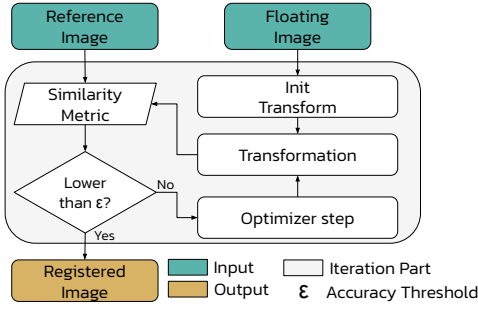 Reference
Image
Floating
Image
Similarity
Metric
Init
Transform
Transformation
Lower
than ε?
No
Optimizer step
Yes
Registered
Image
Input
Output
Iteration Part
ε Accuracy Threshold